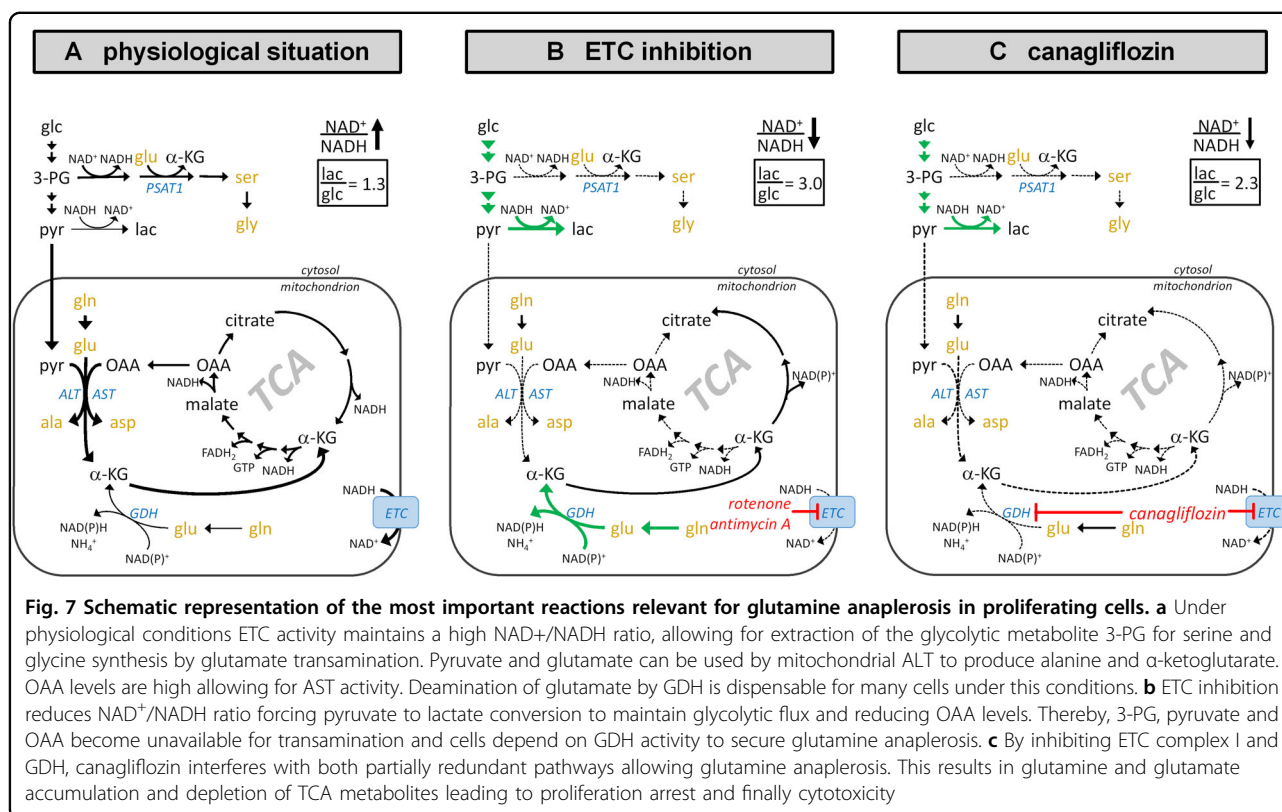 A physiological situation
glc
NAD⁺ NADH glu α-KG
3-PG
PSAT1
ser
gly
NADH NAD⁺
pyr
lac
NAD⁺
NADH
lac
glc = 1.3
cytosol
mitochondrion
gln
glu
pyr
OAA
OAA
citrate
TCA
NADH
malate
NADH
ALT AST
ala
asp
FADH₂
GTP
NADH
α-KG
α-KG
GDH
NAD(P)H
NH₄⁺
NAD(P)⁺
glu
gln
NADH
ETC
NAD⁺
B ETC inhibition
glc
NAD⁺ NADH glu α-KG
3-PG
PSAT1
ser
gly
NADH NAD⁺
pyr
lac
NAD⁺
NADH
lac
glc = 3.0
cytosol
mitochondrion
gln
glu
pyr
OAA
OAA
citrate
TCA
NAD(P)⁺
NADH
malate
ALT AST
ala
asp
FADH₂
GTP
NADH
α-KG
α-KG
GDH
NAD(P)H
NH₄⁺
NAD(P)⁺
glu
gln
rotenone
antimycin A
NADH
ETC
NAD⁺
C canagliflozin
glc
NAD⁺ NADH glu α-KG
3-PG
PSAT1
ser
gly
NADH NAD⁺
pyr
lac
NAD⁺
NADH
lac
glc = 2.3
cytosol
mitochondrion
gln
glu
pyr
OAA
OAA
citrate
TCA
NAD(P)⁺
NADH
malate
ALT AST
ala
asp
FADH₂
GTP
NADH
α-KG
α-KG
GDH
canagliflozin
NAD(P)H
NH₄⁺
NAD(P)⁺
glu
gln
NADH
ETC
NAD⁺
Fig. 7 Schematic representation of the most important reactions relevant for glutamine anaplerosis in proliferating cells. a Under
physiological conditions ETC activity maintains a high NAD+/NADH ratio, allowing for extraction of the glycolytic metabolite 3-PG for serine and
glycine synthesis by glutamate transamination. Pyruvate and glutamate can be used by mitochondrial ALT to produce alanine and α-ketoglutarate.
OAA levels are high allowing for AST activity. Deamination of glutamate by GDH is dispensable for many cells under this conditions. b ETC inhibition
reduces NAD⁺/NADH ratio forcing pyruvate to lactate conversion to maintain glycolytic flux and reducing OAA levels. Thereby, 3-PG, pyruvate and
OAA become unavailable for transamination and cells depend on GDH activity to secure glutamine anaplerosis. c By inhibiting ETC complex I and
GDH, canagliflozin interferes with both partially redundant pathways allowing glutamine anaplerosis. This results in glutamine and glutamate
accumulation and depletion of TCA metabolites leading to proliferation arrest and finally cytotoxicity